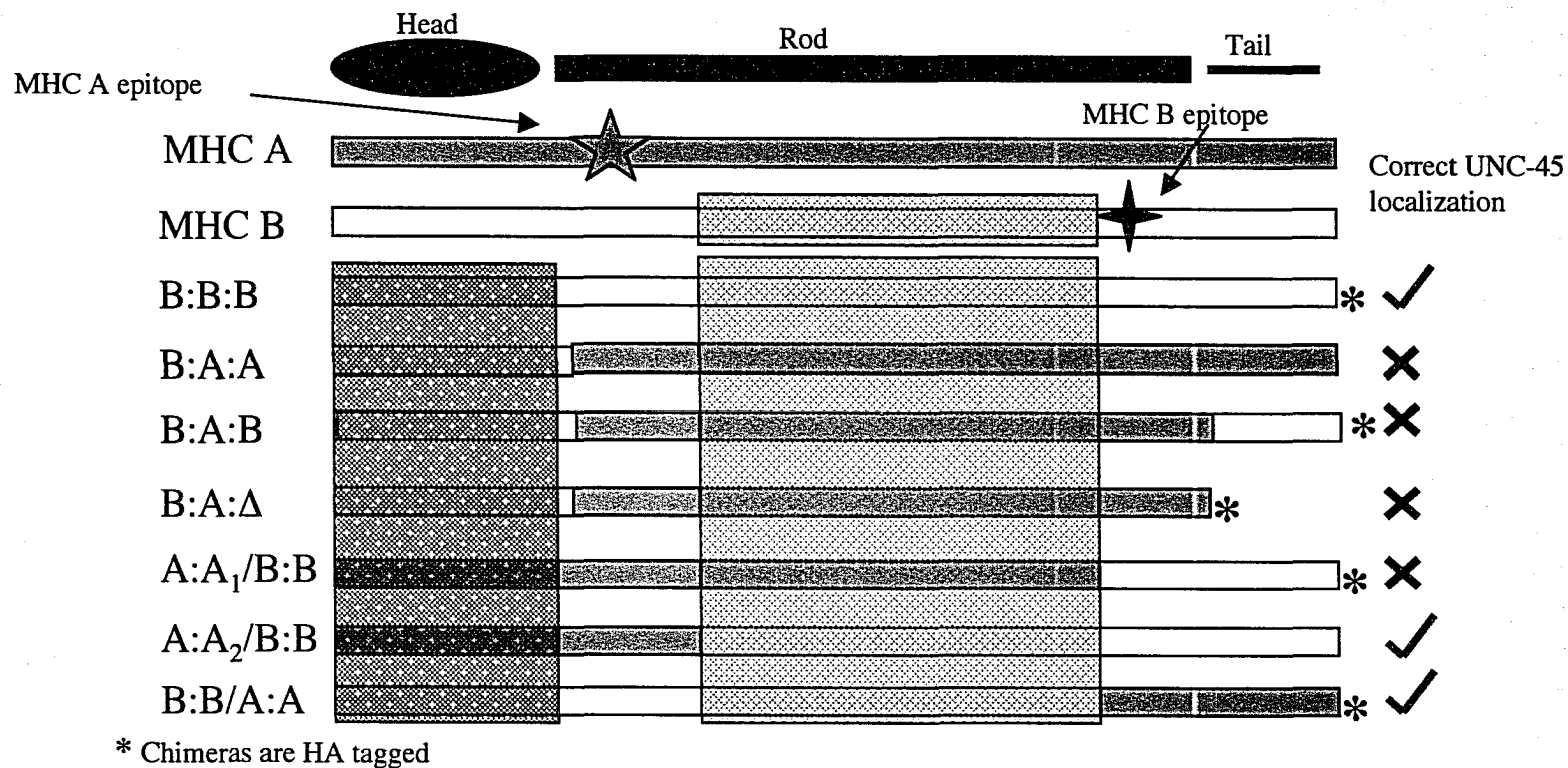 Head
Rod
Tail
MHC A epitope
MHC B epitope
MHC A
Correct UNC-45
localization
MHC B
B:B:B
*
B:A:A
B:A:B
*
B:A:Δ
*
A:A₁/B:B
*
A:A₂/B:B
B:B/A:A
*
* Chimeras are HA tagged